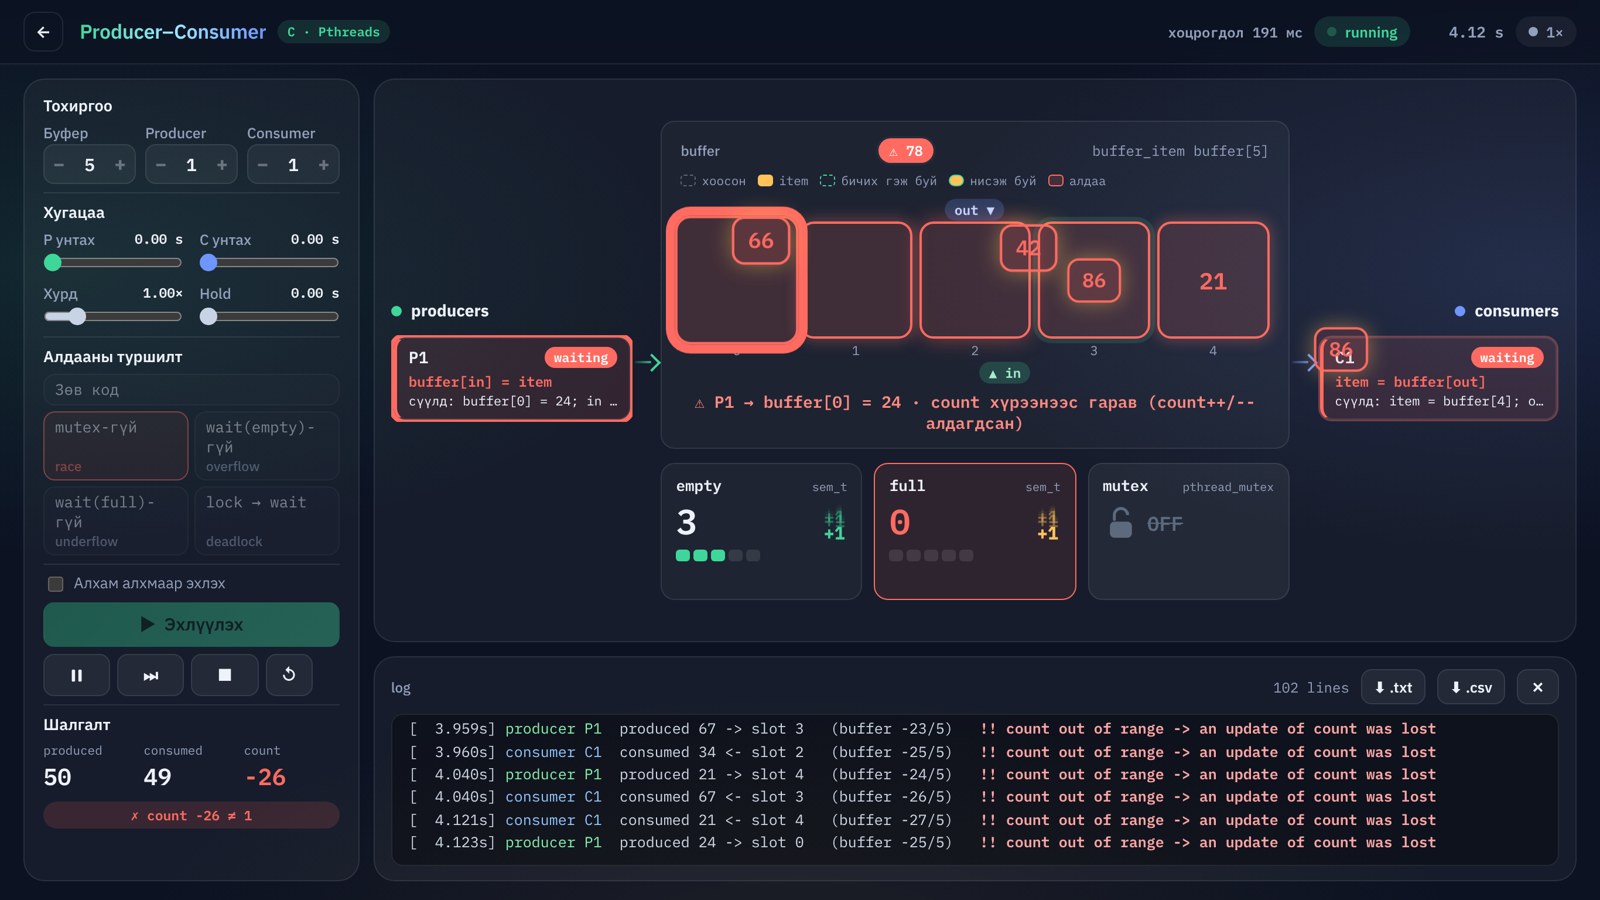 ←
Producer–Consumer
C · Pthreads
хоцрогдол 191 мс
running
4.12 s
1×
Тохиргоо
Буфер Producer Consumer
− 5 + − 1 + − 1 +
Хугацаа
P унтах 0.00 s C унтах 0.00 s
Хурд 1.00× Hold 0.00 s
Алдааны туршилт
Зөв код
mutex-гүй
race
wait(empty)-
гүй
overflow
wait(full)-
гүй
underflow
lock → wait
deadlock
Алхам алхмаар эхлэх
▶ Эхлүүлэх
Шалгалт
produced consumed count
50 49 -26
✗ count -26 ≠ 1
producers
P1 waiting
buffer[in] = item
сүүлд: buffer[0] = 24; in …
buffer ⚠ 78 buffer_item buffer[5]
хоосон item бичих гэж буй нисэж буй алдаа
out ▼
66 42 86 21
1 2 3 4
▲ in
⚠ P1 → buffer[0] = 24 · count хүрээнээс гарав (count++/--
алдагдсан)
consumers
86
C1 waiting
item = buffer[out]
сүүлд: item = buffer[4]; o…
empty sem_t
3 +1
full sem_t
0 +1
mutex pthread_mutex
OFF
log 102 lines ⬇ .txt ⬇ .csv ✕
[ 3.959s] producer P1 produced 67 -> slot 3 (buffer -23/5) !! count out of range -> an update of count was lost
[ 3.960s] consumer C1 consumed 34 <- slot 2 (buffer -25/5) !! count out of range -> an update of count was lost
[ 4.040s] producer P1 produced 21 -> slot 4 (buffer -24/5) !! count out of range -> an update of count was lost
[ 4.040s] consumer C1 consumed 67 <- slot 3 (buffer -26/5) !! count out of range -> an update of count was lost
[ 4.121s] consumer C1 consumed 21 <- slot 4 (buffer -27/5) !! count out of range -> an update of count was lost
[ 4.123s] producer P1 produced 24 -> slot 0 (buffer -25/5) !! count out of range -> an update of count was lost